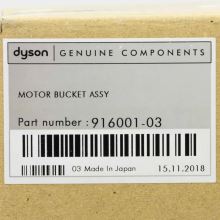 dyson GENUINE COMPONENTS
MOTOR BUCKET ASSY
Part number : 916001-03
03 Made In Japan 15,11.2018